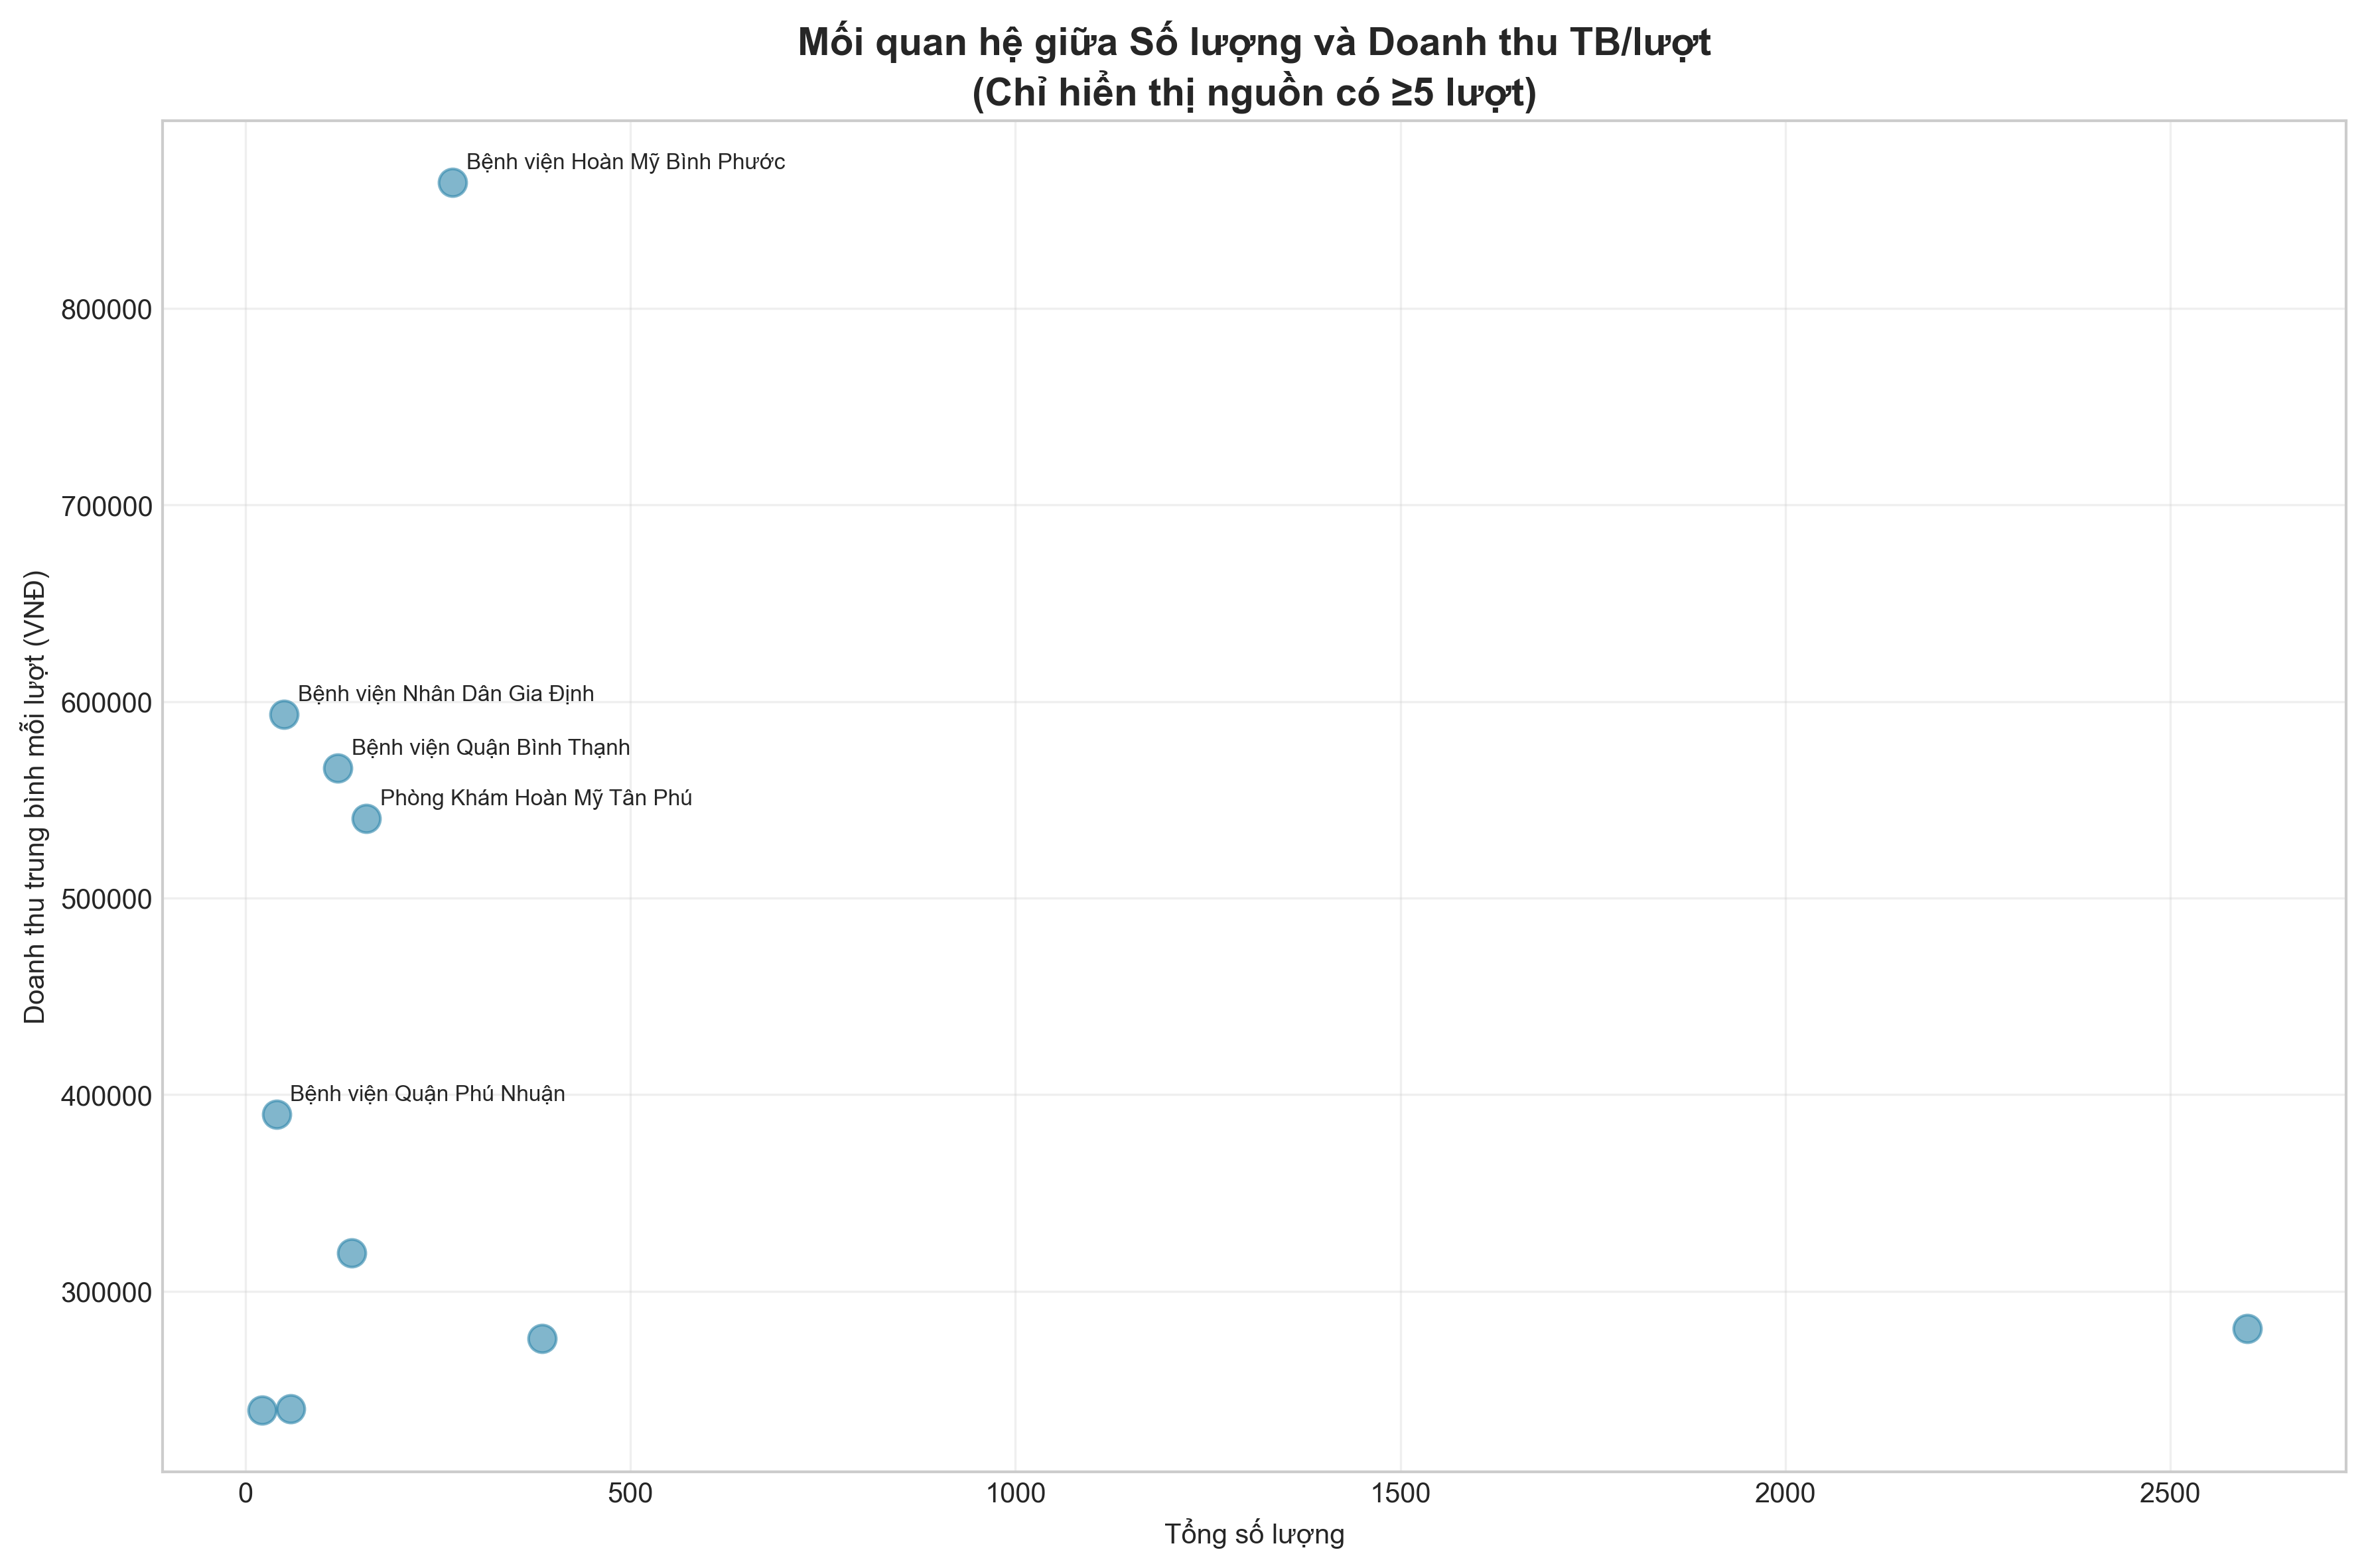 Mối quan hệ giữa Số lượng và Doanh thu TB/lượt
(Chỉ hiển thị nguồn có ≥5 lượt)
Doanh thu trung bình mỗi lượt (VNĐ)
800000
700000
600000
500000
400000
300000
Bệnh viện Hoàn Mỹ Bình Phước
Bệnh viện Nhân Dân Gia Định
Bệnh viện Quận Bình Thạnh
Phòng Khám Hoàn Mỹ Tân Phú
Bệnh viện Quận Phú Nhuận
0
500
1000
1500
2000
2500
Tổng số lượng